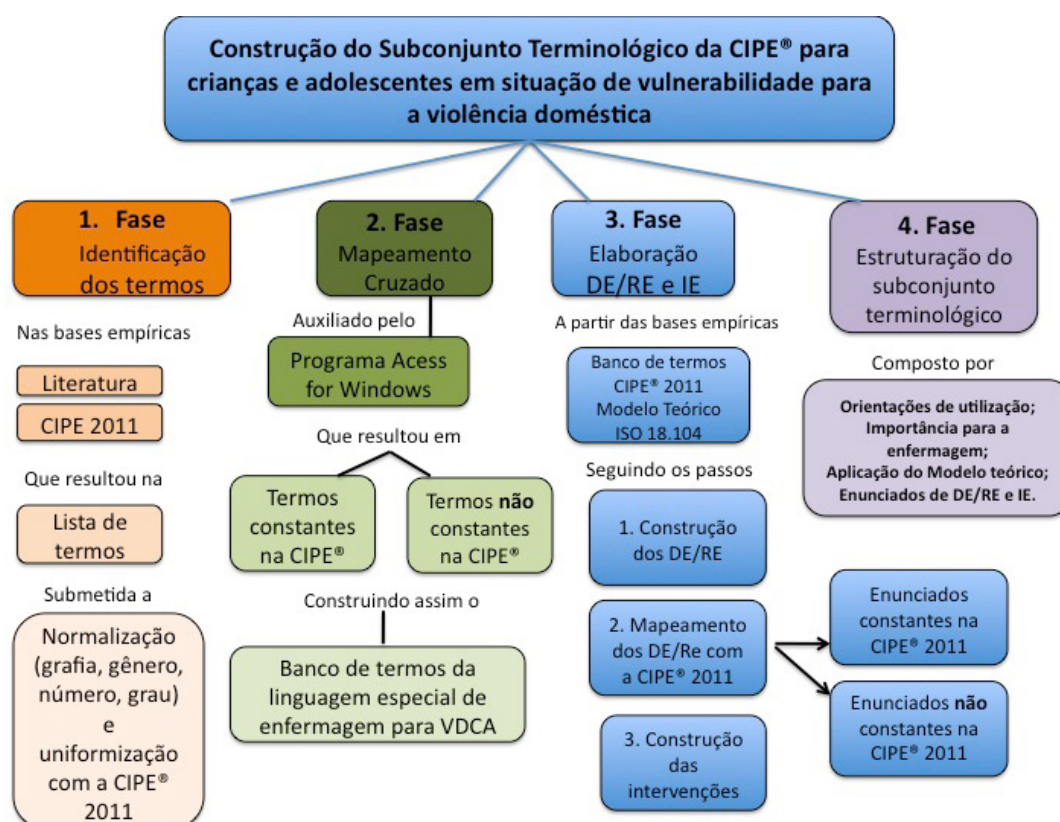 Construção do Subconjunto Terminológico da CIPE® para
crianças e adolescentes em situação de vulnerabilidade para
a violência doméstica
1. Fase
Identificação
dos termos
Nas bases empíricas
Literatura
CIPE 2011
Que resultou na
Lista de
termos
Submetida a
Normalização
(grafia, gênero,
número, grau)
e
uniformização
com a CIPE®
2011
2. Fase
Mapeamento
Cruzado
Auxiliado pelo
Programa Acess
for Windows
Que resultou em
Termos
constantes
na CIPE®
Termos não
constantes
na CIPE®
Construindo assim o
Banco de termos da
linguagem especial de
enfermagem para VDCA
3. Fase
Elaboração
DE/RE e IE
A partir das bases empíricas
Banco de termos
CIPE® 2011
Modelo Teórico
ISO 18.104
Seguindo os passos
1. Construção
dos DE/RE
2. Mapeamento
dos DE/Re com
a CIPE® 2011
Enunciados
constantes na
CIPE® 2011
Enunciados não
constantes na
CIPE® 2011
3. Construção
das
intervenções
4. Fase
Estruturação do
subconjunto
terminológico
Composto por
Orientações de utilização;
Importância para a
enfermagem;
Aplicação do Modelo teórico;
Enunciados de DE/RE e IE.